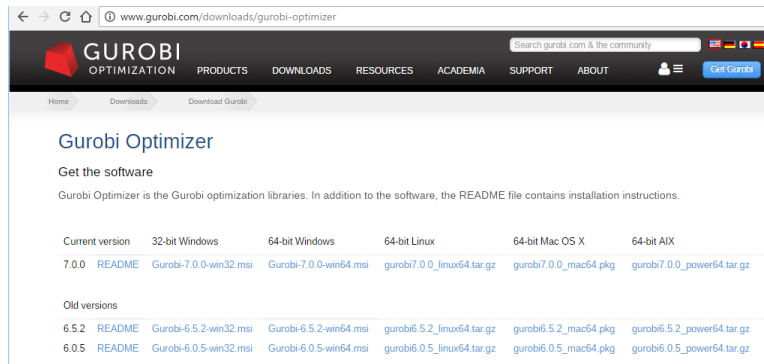 www.gurobi.com/downloads/gurobi-optimizer
Search gurobi.com & the community
GUROBI
OPTIMIZATION
PRODUCTS DOWNLOADS RESOURCES ACADEMIA SUPPORT ABOUT Get Gurobi
Home Downloads Download Gurobi
Gurobi Optimizer
Get the software
Gurobi Optimizer is the Gurobi optimization libraries. In addition to the software, the README file contains installation instructions.
Current version 32-bit Windows 64-bit Windows 64-bit Linux 64-bit Mac OS X 64-bit AIX
7.0.0 README Gurobi-7.0.0-win32.msi Gurobi-7.0.0-win64.msi gurobi7.0.0_linux64.tar.gz gurobi7.0.0_mac64.pkg gurobi7.0.0_power64.tar.gz
Old versions
6.5.2 README Gurobi-6.5.2-win32.msi Gurobi-6.5.2-win64.msi gurobi6.5.2_linux64.tar.gz gurobi6.5.2_mac64.pkg gurobi6.5.2_power64.tar.gz
6.0.5 README Gurobi-6.0.5-win32.msi Gurobi-6.0.5-win64.msi gurobi6.0.5_linux64.tar.gz gurobi6.0.5_mac64.pkg gurobi6.0.5_power64.tar.gz